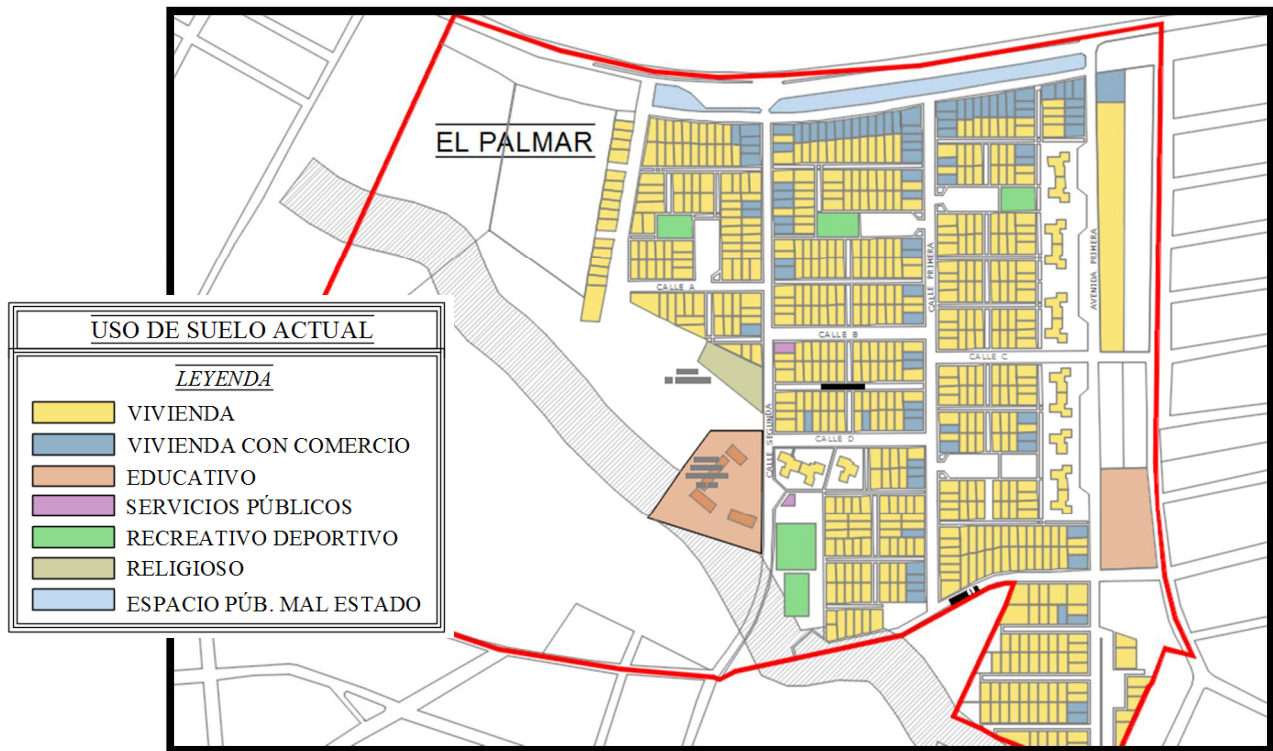 EL PALMAR
CALLE A
CALLE PRIMERA
AVENIDA PRIMERA
CALLE B
CALLE C
CALLE SEGUNDA
CALLE D
USO DE SUELO ACTUAL
LEYENDA
VIVIENDA
VIVIENDA CON COMERCIO
EDUCATIVO
SERVICIOS PÚBLICOS
RECREATIVO DEPORTIVO
RELIGIOSO
ESPACIO PÚB. MAL ESTADO